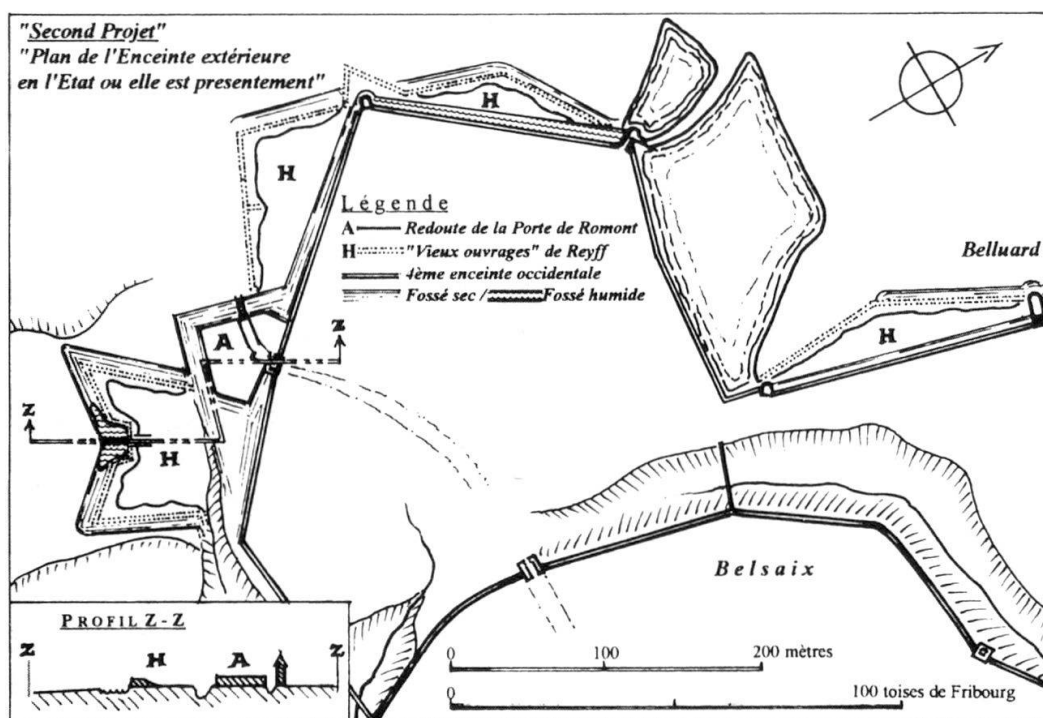 "Second Projet"
"Plan de l'Enceinte extérieure
en l'Etat ou elle est presentement"
H
H
Légende
A Redoute de la Porte de Romont
H "Vieux ouvrages" de Reyff
4ème enceinte occidentale
Fossé sec / Fossé humide
Belluard
H
A
Z
Z
H
Belsaix
PROFIL Z-Z
Z
H
A
Z
0
100
200 mètres
0
100 toises de Fribourg